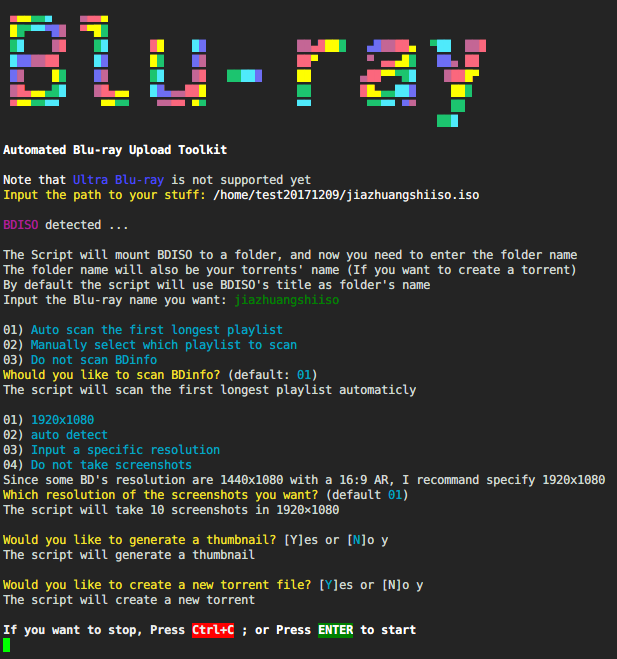 Blu-ray
Automated Blu-ray Upload Toolkit
Note that Ultra Blu-ray is not supported yet
Input the path to your stuff: /home/test20171209/jiazhuangshiiso.iso
BDISO detected ...
The Script will mount BDISO to a folder, and now you need to enter the folder name
The folder name will also be your torrents' name (If you want to create a torrent)
By default the script will use BDISO's title as folder's name
Input the Blu-ray name you want: jiazhuangshiiso
01) Auto scan the first longest playlist
02) Manually select which playlist to scan
03) Do not scan BDinfo
Whould you like to scan BDinfo? (default: 01)
The script will scan the first longest playlist automaticly
01) 1920x1080
02) auto detect
03) Input a specific resolution
04) Do not take screenshots
Since some BD's resolution are 1440x1080 with a 16:9 AR, I recommand specify 1920x1080
Which resolution of the screenshots you want? (default 01)
The script will take 10 screenshots in 1920×1080
Would you like to generate a thumbnail? [Y]es or [N]o y
The script will generate a thumbnail
Would you like to create a new torrent file? [Y]es or [N]o y
The script will create a new torrent
If you want to stop, Press Ctrl+C ; or Press ENTER to start